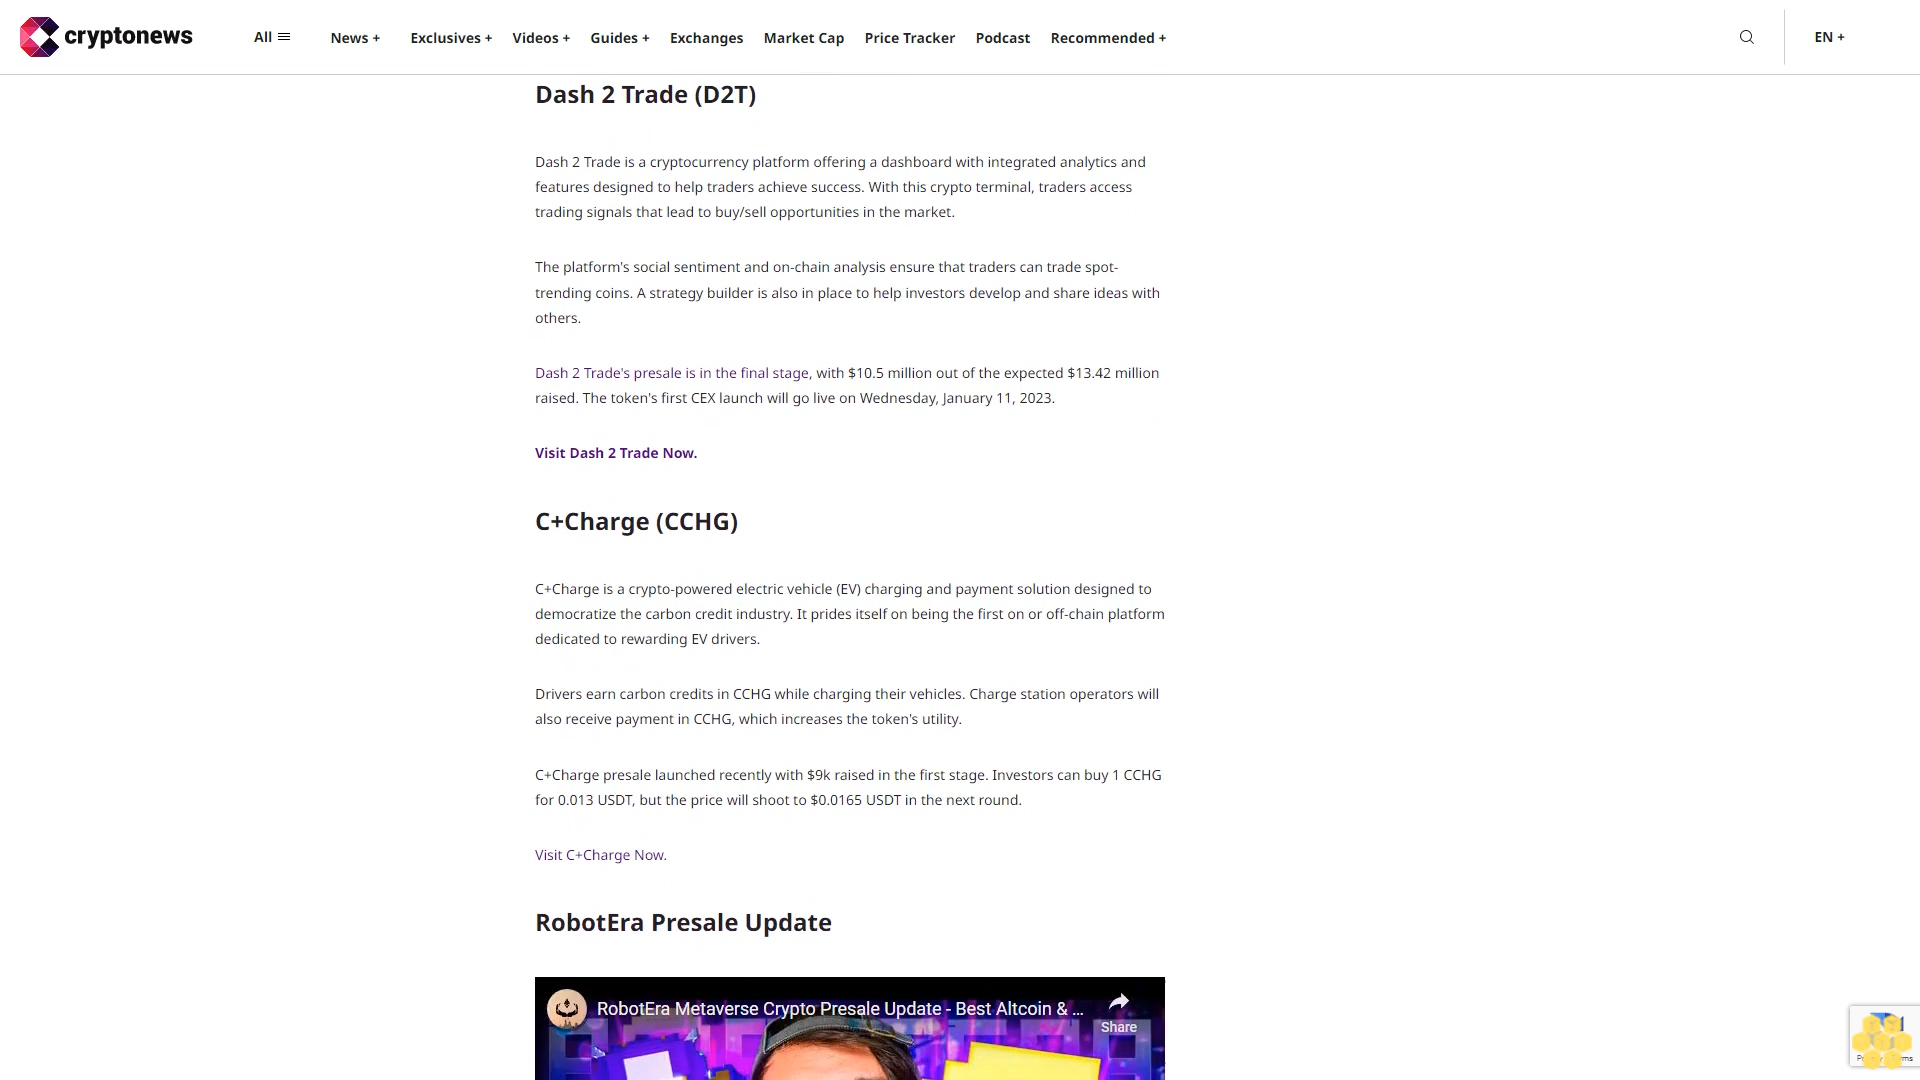 cryptonews
All
News +
Exclusives +
Videos +
Guides +
Exchanges
Market Cap
Price Tracker
Podcast
Recommended +
EN +
Dash 2 Trade (D2T)
Dash 2 Trade is a cryptocurrency platform offering a dashboard with integrated analytics and
features designed to help traders achieve success. With this crypto terminal, traders access
trading signals that lead to buy/sell opportunities in the market.
The platform's social sentiment and on-chain analysis ensure that traders can trade spot-
trending coins. A strategy builder is also in place to help investors develop and share ideas with
others.
Dash 2 Trade's presale is in the final stage, with $10.5 million out of the expected $13.42 million
raised. The token's first CEX launch will go live on Wednesday, January 11, 2023.
Visit Dash 2 Trade Now.
C+Charge (CCHG)
C+Charge is a crypto-powered electric vehicle (EV) charging and payment solution designed to
democratize the carbon credit industry. It prides itself on being the first on or off-chain platform
dedicated to rewarding EV drivers.
Drivers earn carbon credits in CCHG while charging their vehicles. Charge station operators will
also receive payment in CCHG, which increases the token's utility.
C+Charge presale launched recently with $9k raised in the first stage. Investors can buy 1 CCHG
for 0.013 USDT, but the price will shoot to $0.0165 USDT in the next round.
Visit C+Charge Now.
RobotEra Presale Update
RobotEra Metaverse Crypto Presale Update - Best Altcoin & ...
Share